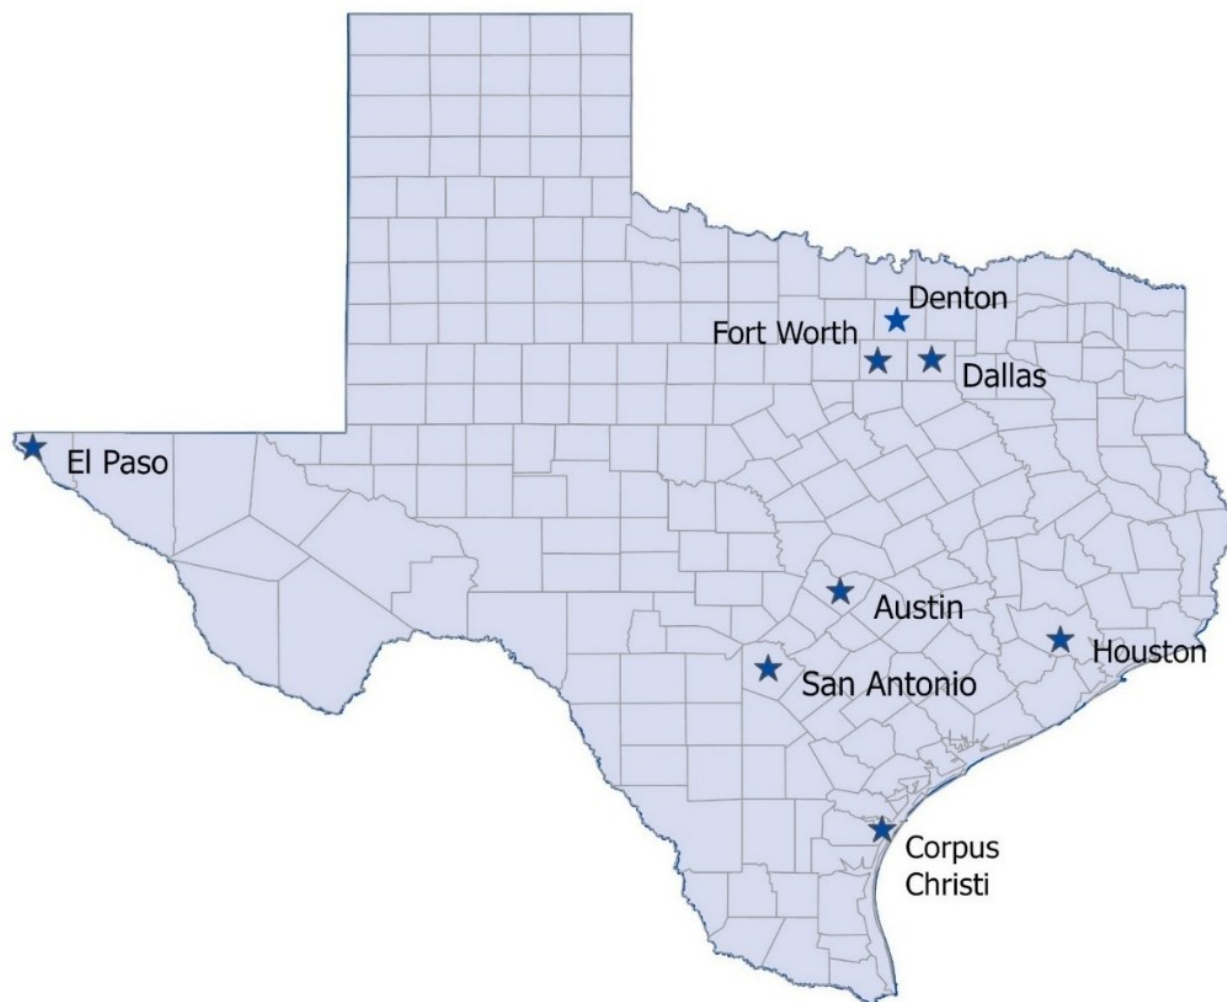 Denton
Fort Worth
Dallas
El Paso
Austin
Houston
San Antonio
Corpus
Christi